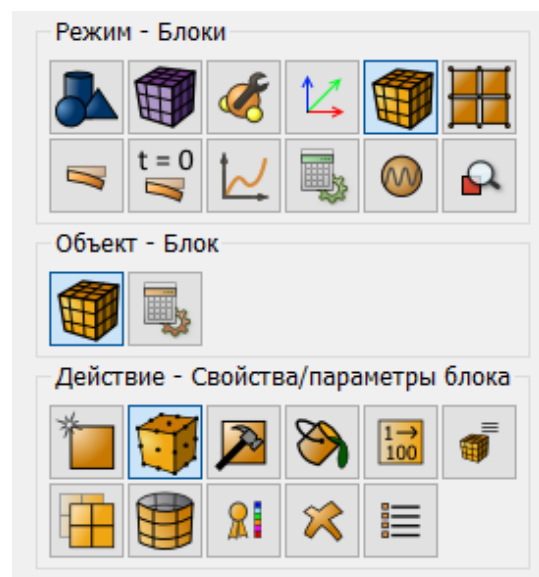 Режим - Блоки
t = 0
Объект - Блок
Действие - Свойства/параметры блока
1→
100